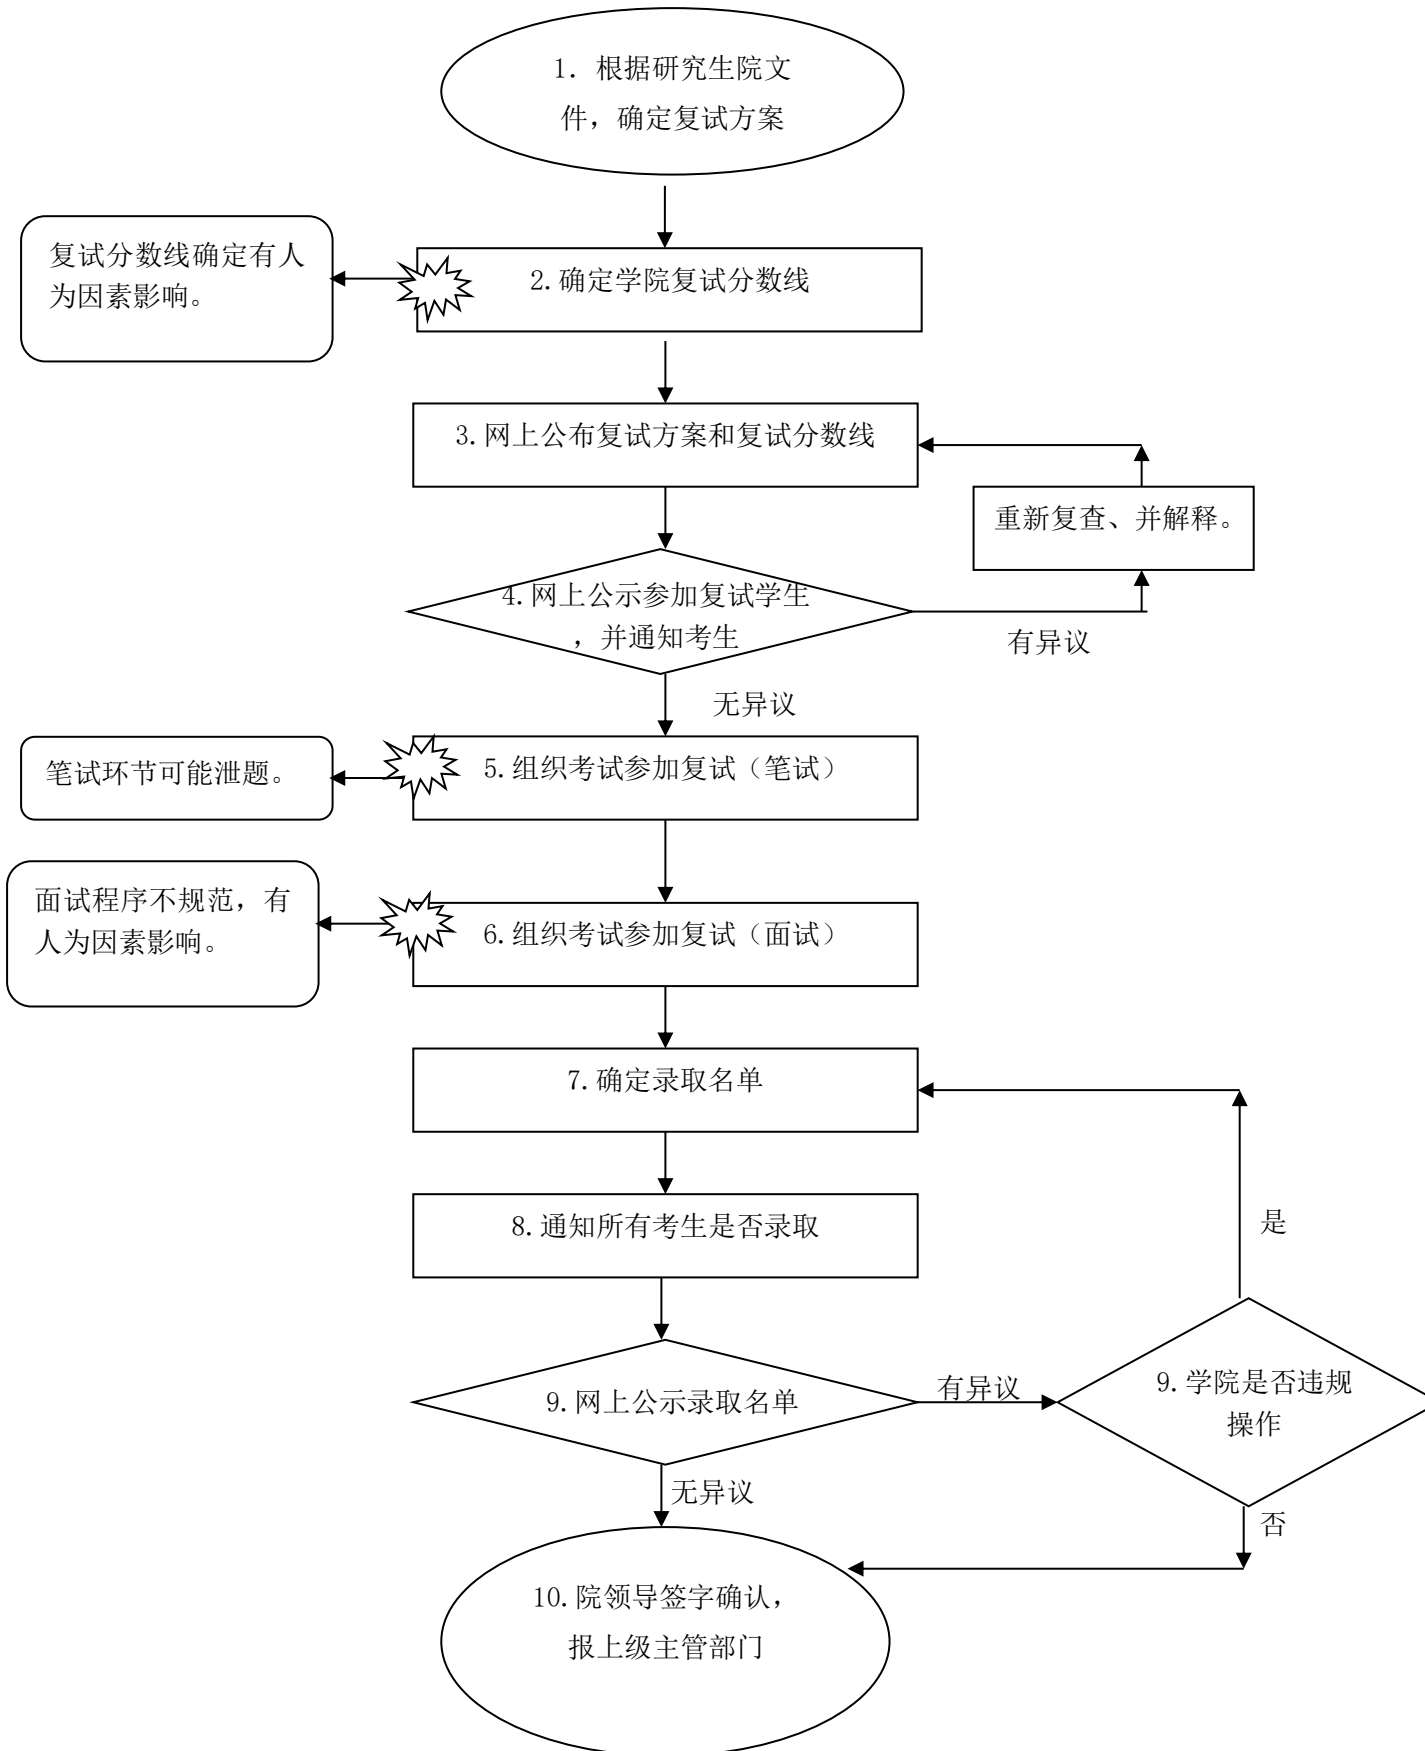 1. 根据研究生院文
件，确定复试方案
复试分数线确定有人
为因素影响。
2.确定学院复试分数线
3.网上公布复试方案和复试分数线
重新复查、并解释。
4.网上公示参加复试学生
，并通知考生
有异议
无异议
笔试环节可能泄题。
5.组织考试参加复试（笔试）
面试程序不规范，有
人为因素影响。
6.组织考试参加复试（面试）
7.确定录取名单
8.通知所有考生是否录取
是
9.网上公示录取名单
有异议
9.学院是否违规
操作
无异议
否
10.院领导签字确认，
报上级主管部门